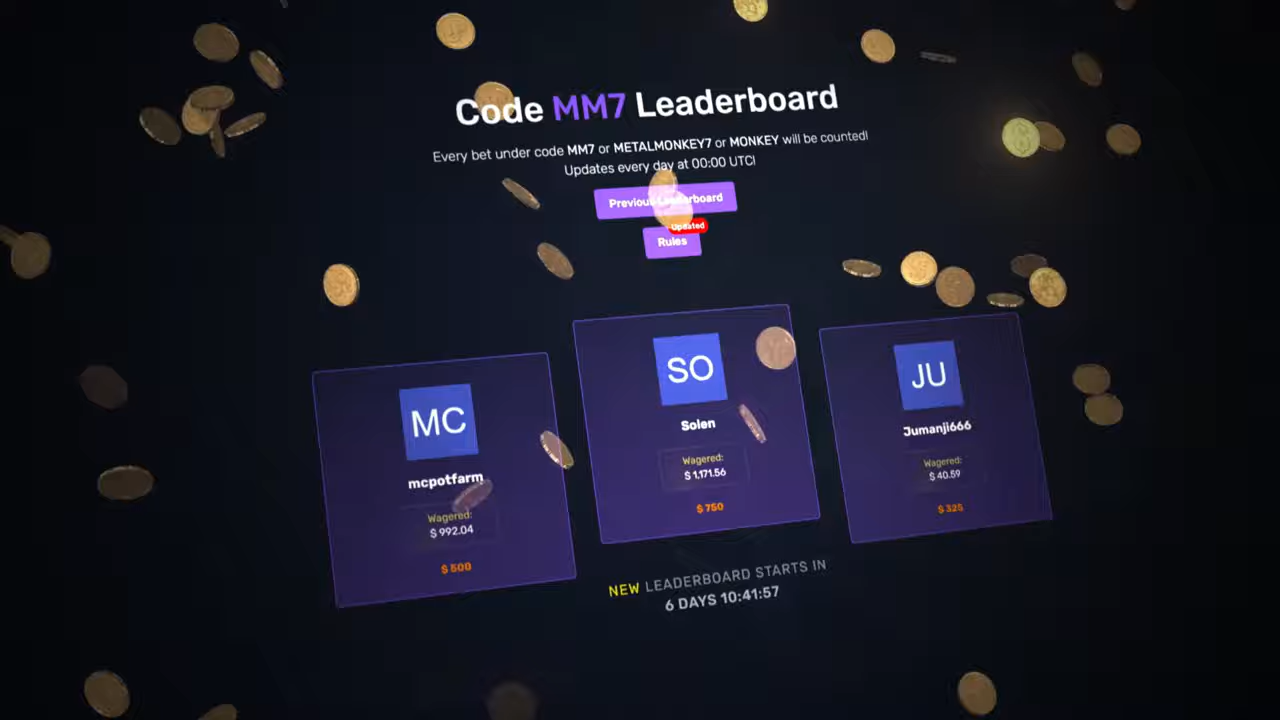 Code MM7 Leaderboard
Every bet under code MM7 or METALMONKEY7 or MONKEY will be counted!
Updates every day at 00:00 UTC!
Previous Leaderboard
Updated
Rules
MC
mcpotfarm
Wagered:
$ 992.04
$ 500
SO
Solen
Wagered:
$ 1,171.56
$ 750
JU
Jumanji666
Wagered:
$ 40.59
$ 325
NEW LEADERBOARD STARTS IN
6 DAYS 10:41:57